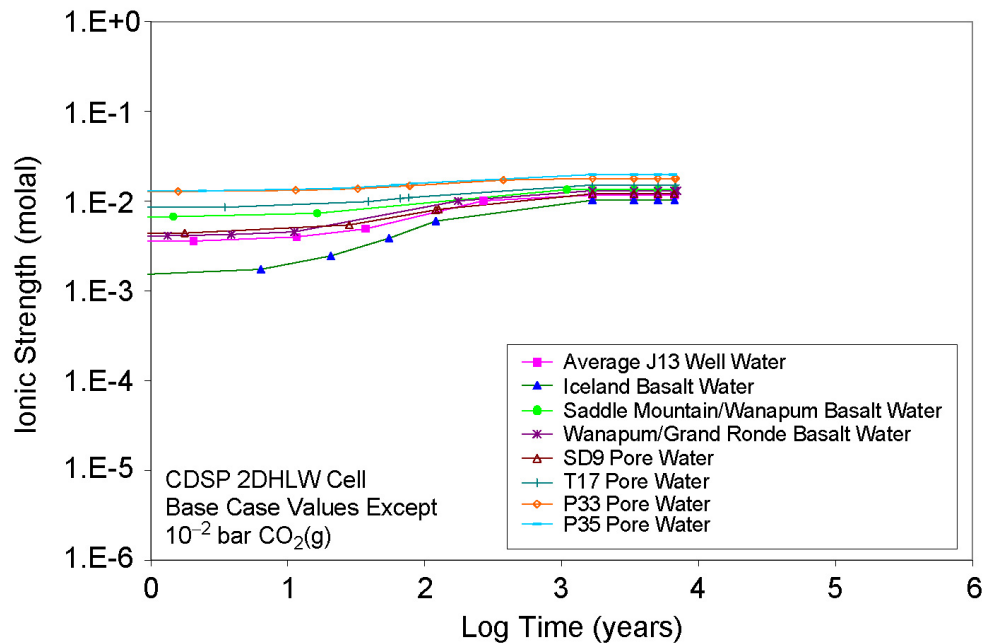 1.E+0
1.E-1
1.E-2
1.E-3
1.E-4
1.E-5
1.E-6
Ionic Strength (molal)
Average J13 Well Water
Iceland Basalt Water
Saddle Mountain/Wanapum Basalt Water
Wanapum/Grand Ronde Basalt Water
SD9 Pore Water
T17 Pore Water
P33 Pore Water
P35 Pore Water
CDSP 2DHLW Cell
Base Case Values Except
10⁻² bar CO₂(g)
0 1 2 3 4 5 6
Log Time (years)